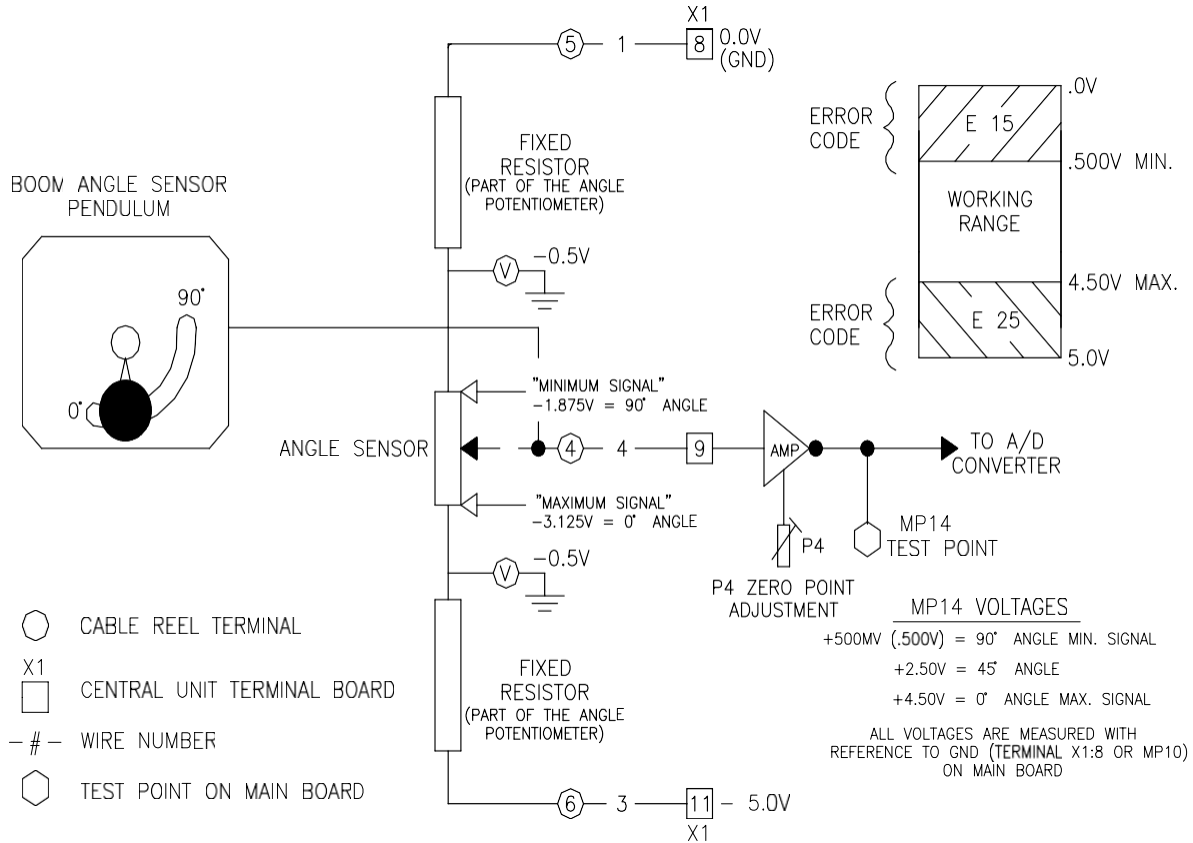 X1
5 1 8 0.0V
(GND)
BOOM ANGLE SENSOR
PENDULUM
90°
0°
FIXED
RESISTOR
(PART OF THE ANGLE
POTENTIOMETER)
V -0.5V
ERROR
CODE
E 15
.0V
.500V MIN.
WORKING
RANGE
4.50V MAX.
ERROR
CODE
E 25
5.0V
"MINIMUM SIGNAL"
-1.875V = 90° ANGLE
ANGLE SENSOR
4 4 9
AMP
TO A/D
CONVERTER
"MAXIMUM SIGNAL"
-3.125V = 0° ANGLE
P4
MP14
TEST POINT
V -0.5V
P4 ZERO POINT
ADJUSTMENT
MP14 VOLTAGES
+500MV (.500V) = 90° ANGLE MIN. SIGNAL
+2.50V = 45° ANGLE
+4.50V = 0° ANGLE MAX. SIGNAL
ALL VOLTAGES ARE MEASURED WITH
REFERENCE TO GND (TERMINAL X1:8 OR MP10)
ON MAIN BOARD
FIXED
RESISTOR
(PART OF THE ANGLE
POTENTIOMETER)
6 3 11 - 5.0V
X1
CABLE REEL TERMINAL
X1
CENTRAL UNIT TERMINAL BOARD
-#- WIRE NUMBER
TEST POINT ON MAIN BOARD